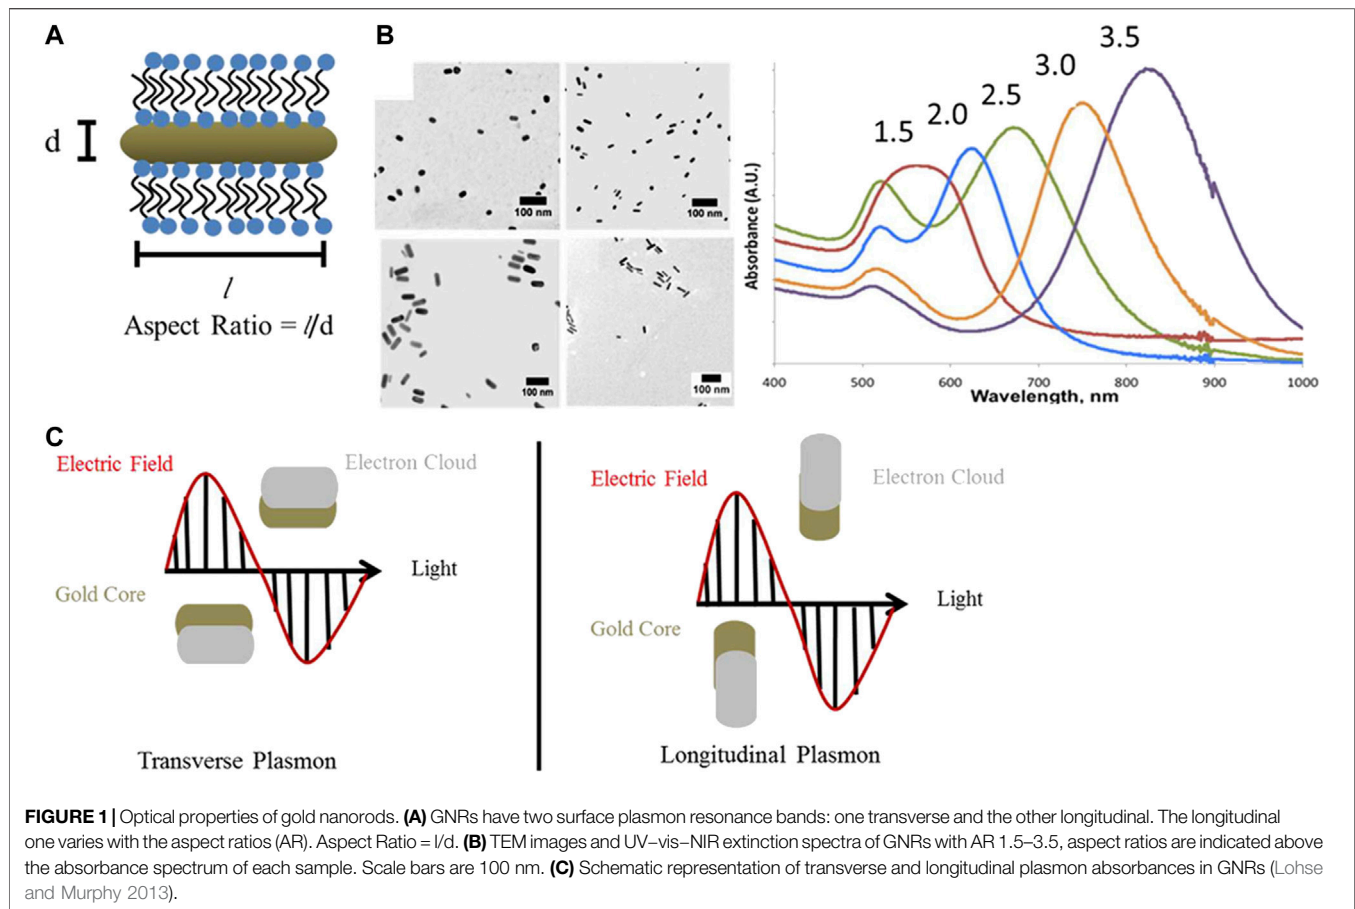 A
d
l
Aspect Ratio = l/d
B
100 nm
100 nm
100 nm
100 nm
1.5
2.0
2.5
3.0
3.5
Absorbance (A.U.)
400
500
600
700
800
900
1000
Wavelength, nm
C
Electric Field
Electron Cloud
Light
Gold Core
Transverse Plasmon
Electric Field
Electron Cloud
Light
Gold Core
Longitudinal Plasmon
FIGURE 1 | Optical properties of gold nanorods. (A) GNRs have two surface plasmon resonance bands: one transverse and the other longitudinal. The longitudinal
one varies with the aspect ratios (AR). Aspect Ratio = l/d. (B) TEM images and UV–vis–NIR extinction spectra of GNRs with AR 1.5–3.5, aspect ratios are indicated above
the absorbance spectrum of each sample. Scale bars are 100 nm. (C) Schematic representation of transverse and longitudinal plasmon absorbances in GNRs (Lohse
and Murphy 2013).